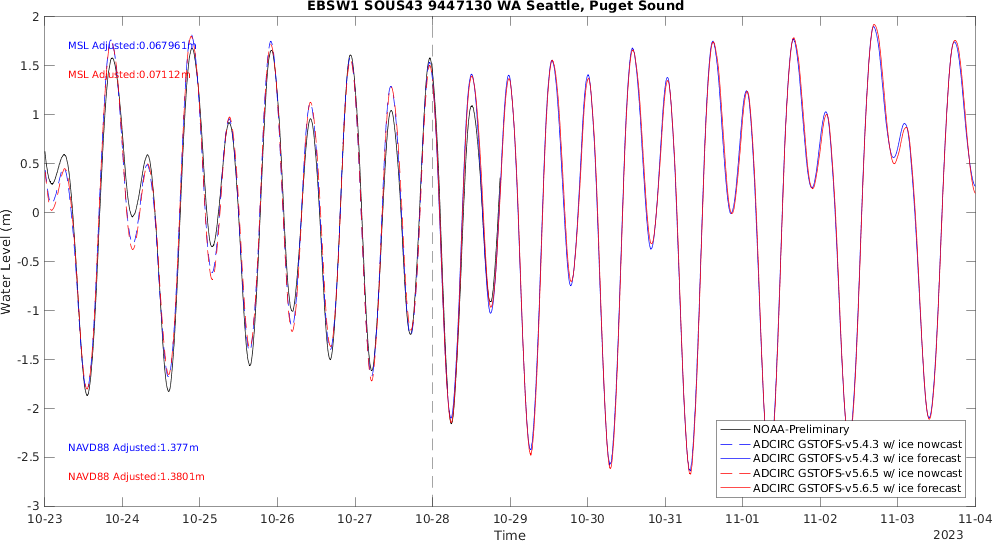 EBSW1 SOUS43 9447130 WA Seattle, Puget Sound
2
MSL Adjusted:0.067961m
1.5
MSL Adjusted:0.07112m
1
0.5
0
-0.5
-1
-1.5
-2
-2.5
-3
Water Level (m)
NAVD88 Adjusted:1.377m
NAVD88 Adjusted:1.3801m
NOAA-Preliminary
ADCIRC GSTOFS-v5.4.3 w/ ice nowcast
ADCIRC GSTOFS-v5.4.3 w/ ice forecast
ADCIRC GSTOFS-v5.6.5 w/ ice nowcast
ADCIRC GSTOFS-v5.6.5 w/ ice forecast
10-23 10-24 10-25 10-26 10-27 10-28 10-29 10-30 10-31 11-01 11-02 11-03 11-04
Time
2023